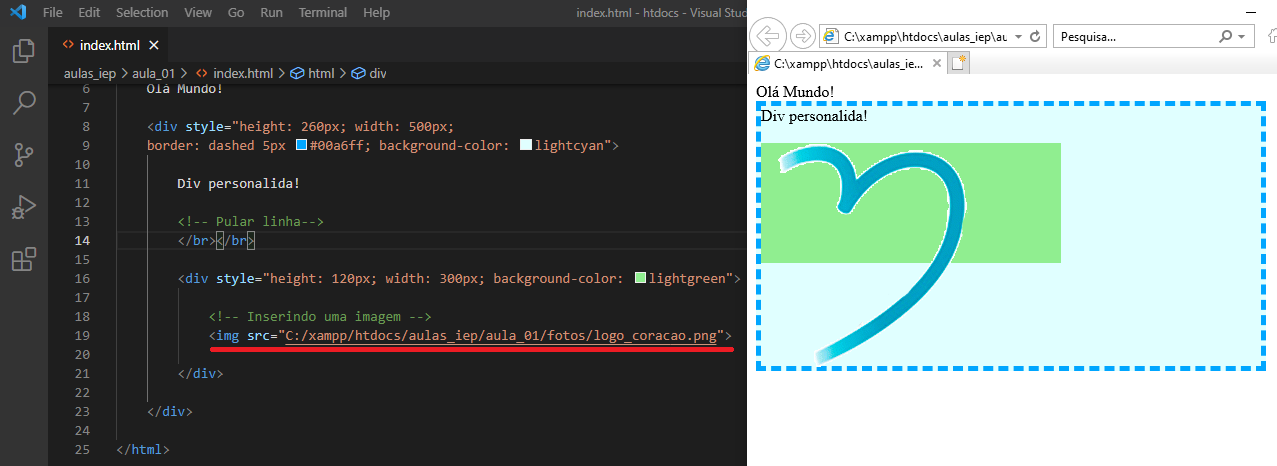 File Edit Selection View Go Run Terminal Help index.html - htdocs - Visual Stud
index.html
aulas_iep > aula_01 > index.html > html > div
6 Olá Mundo!
7
8 <div style="height: 260px; width: 500px;
9 border: dashed 5px #00a6ff; background-color: lightcyan">
10
11 Div personalida!
12
13 <!-- Pular linha-->
14 </br></br>
15
16 <div style="height: 120px; width: 300px; background-color: lightgreen">
17
18 <!-- Inserindo uma imagem -->
19 <img src="C:/xampp/htdocs/aulas_iep/aula_01/fotos/logo_coracao.png">
20
21 </div>
22
23 </div>
24
25 </html>
C:\xampp\htdocs\aulas_iep\au
Pesquisa...
C:\xampp\htdocs\aulas_ie...
Olá Mundo!
Div personalida!